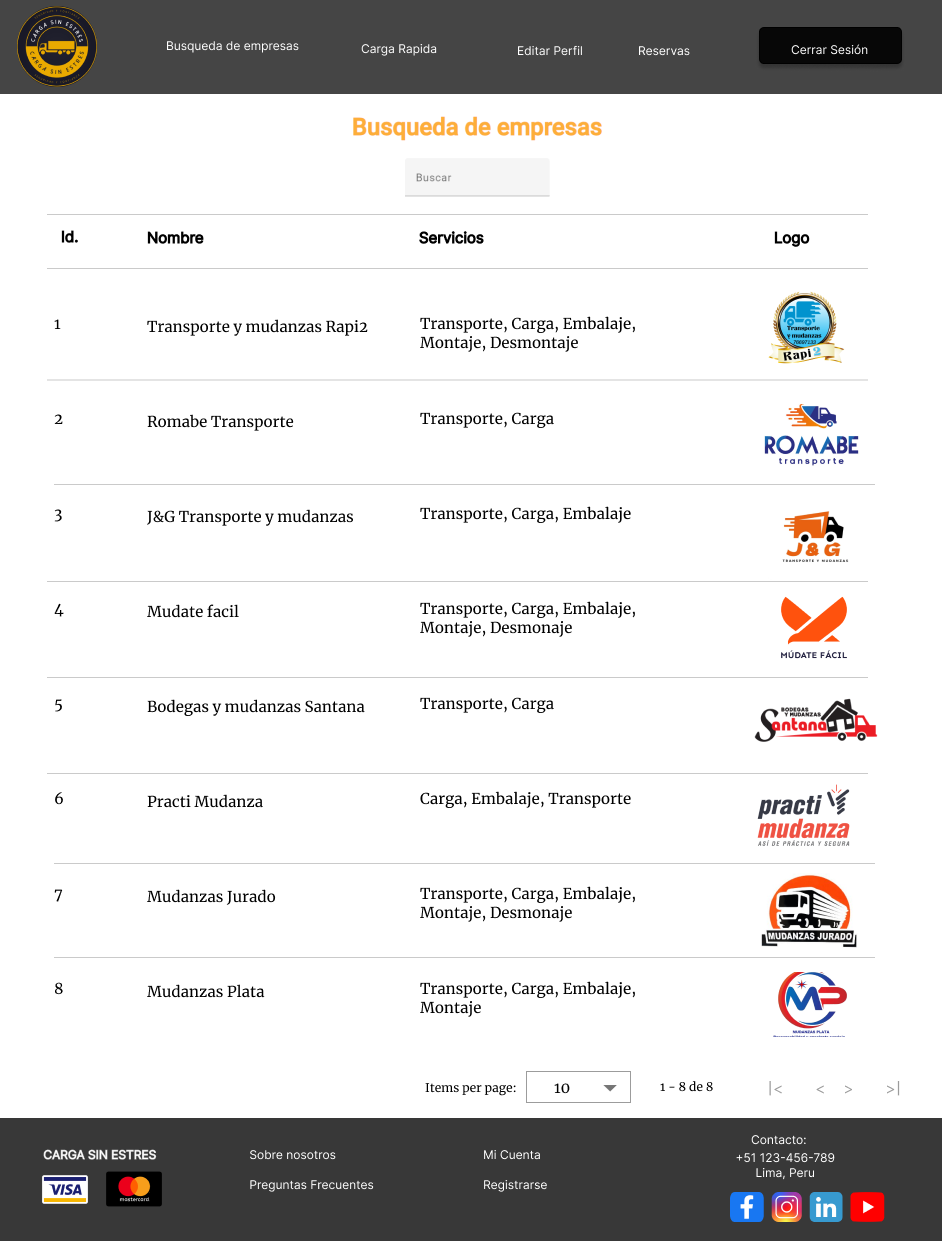 CARGA SIN ESTRES
CARGA SIN ESTRES
Busqueda de empresas
Carga Rapida
Editar Perfil
Reservas
Cerrar Sesión
Busqueda de empresas
Buscar
Id. Nombre Servicios Logo
1 Transporte y mudanzas Rapi2 Transporte, Carga, Embalaje,
Montaje, Desmontaje
Transporte
y mudanzas
Rapi2
2 Romabe Transporte Transporte, Carga
ROMABE
transporte
3 J&G Transporte y mudanzas Transporte, Carga, Embalaje
J&G
TRANSPORTE Y MUDANZAS
4 Mudate facil Transporte, Carga, Embalaje,
Montaje, Desmonaje
MÚDATE FÁCIL
5 Bodegas y mudanzas Santana Transporte, Carga
BODEGAS
Y MUDANZAS
Santana
6 Practi Mudanza Carga, Embalaje, Transporte
practi
mudanza
ASÍ DE PRÁCTICA Y SEGURA
7 Mudanzas Jurado Transporte, Carga, Embalaje,
Montaje, Desmonaje
MUDANZAS JURADO
8 Mudanzas Plata Transporte, Carga, Embalaje,
Montaje
MP
MUDANZAS PLATA
Items per page: 10 1 - 8 de 8 |< < > >|
CARGA SIN ESTRES
VISA
mastercard
Sobre nosotros
Preguntas Frecuentes
Mi Cuenta
Registrarse
Contacto:
+51 123-456-789
Lima, Peru
f
in